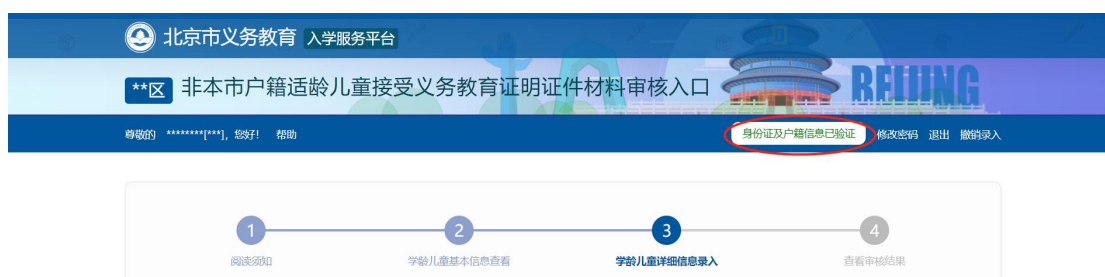 北京市义务教育 入学服务平台
**区 非本市户籍适龄儿童接受义务教育证明证件材料审核入口
BEIJING
尊敬的 ********[***], 您好! 帮助 身份证及户籍信息已验证 修改密码 退出 撤销录入
1 2 3 4
阅读须知 学龄儿童基本信息查看 学龄儿童详细信息录入 查看审核结果